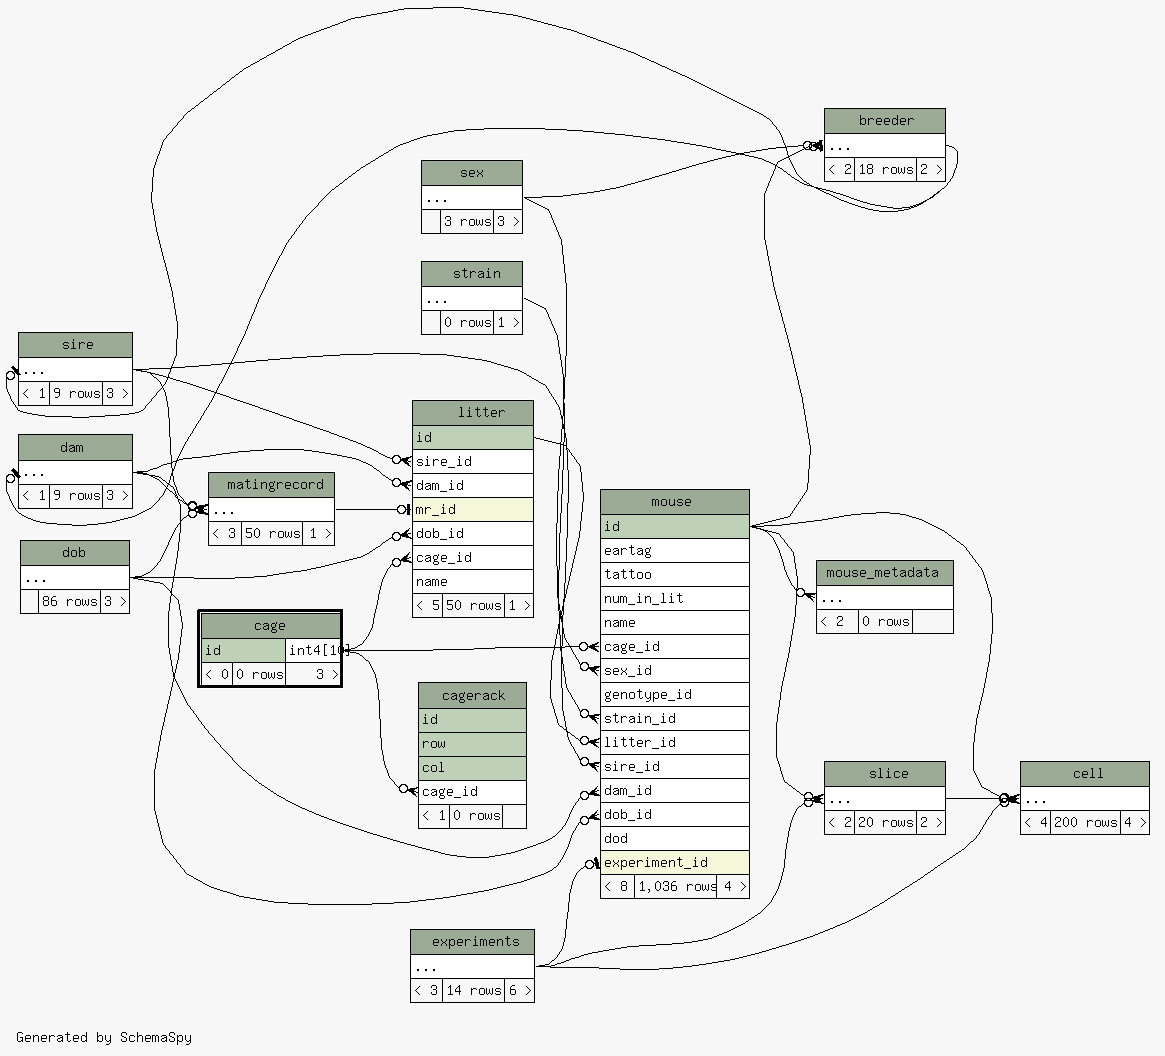 breeder
...
< 2 18 rows 2 >
sex
...
3 rows 3 >
strain
...
0 rows 1 >
sire
...
< 1 9 rows 3 >
dam
...
< 1 9 rows 3 >
dob
...
86 rows 3 >
matingrecord
...
< 3 50 rows 1 >
litter
id
sire_id
dam_id
mr_id
dob_id
cage_id
name
< 5 50 rows 1 >
cage
id int4[10]
< 0 0 rows 3 >
cagerack
id
row
col
cage_id
< 1 0 rows
mouse
id
eartag
tattoo
num_in_lit
name
cage_id
sex_id
genotype_id
strain_id
litter_id
sire_id
dam_id
dob_id
dod
experiment_id
< 8 1,036 rows 4 >
mouse_metadata
...
< 2 0 rows
slice
...
< 2 20 rows 2 >
cell
...
< 4 200 rows 4 >
experiments
...
< 3 14 rows 6 >
Generated by SchemaSpy